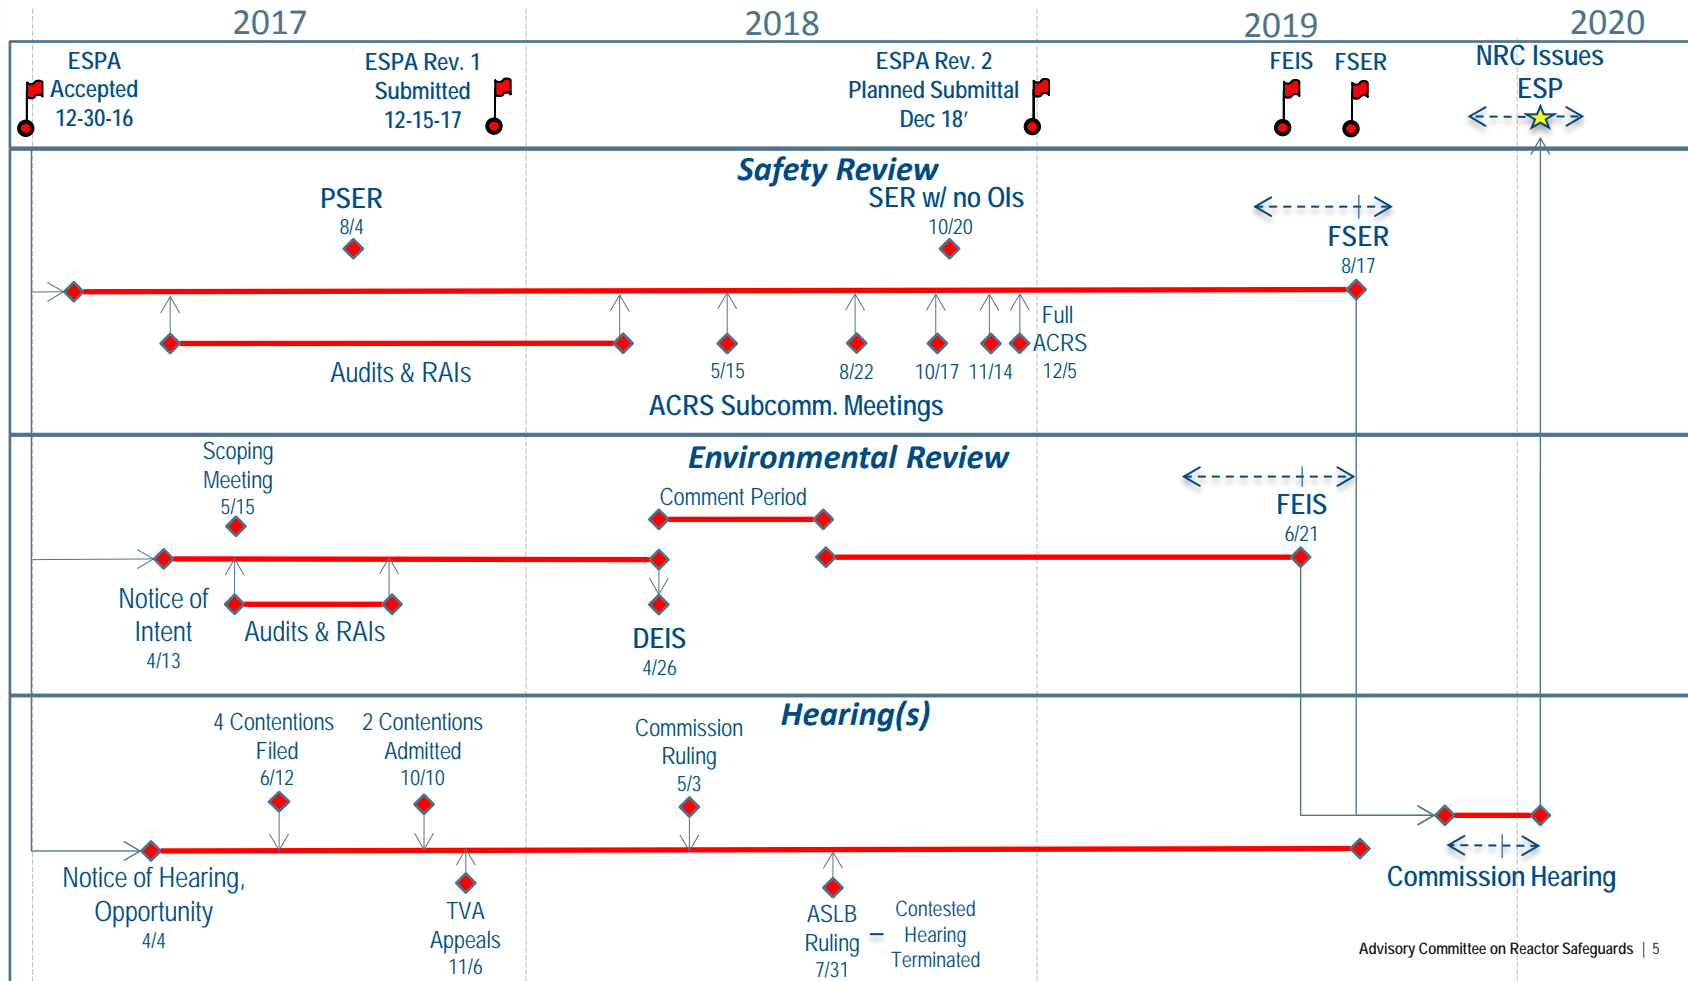 2017
2018
2019
2020
ESPA
Accepted
12-30-16
ESPA Rev. 1
Submitted
12-15-17
ESPA Rev. 2
Planned Submittal
Dec 18'
FEIS
FSER
NRC Issues
ESP
Safety Review
PSER
8/4
SER w/ no OIs
10/20
FSER
8/17
Audits & RAIs
5/15
8/22
10/17
11/14
Full
ACRS
12/5
ACRS Subcomm. Meetings
Environmental Review
Scoping
Meeting
5/15
Comment Period
FEIS
6/21
Notice of
Intent
4/13
Audits & RAIs
DEIS
4/26
Hearing(s)
4 Contentions
Filed
6/12
2 Contentions
Admitted
10/10
Commission
Ruling
5/3
Notice of Hearing,
Opportunity
4/4
TVA
Appeals
11/6
ASLB
Ruling
7/31
– Contested
Hearing
Terminated
Commission Hearing
Advisory Committee on Reactor Safeguards | 5